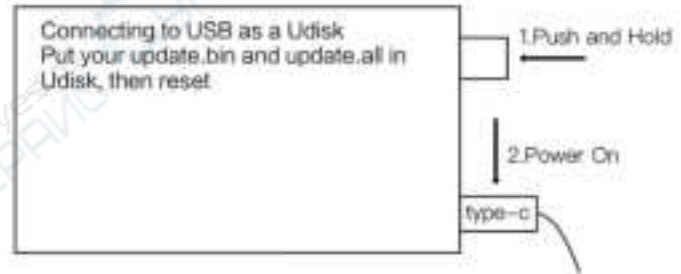 Connecting to USB as a Udisk
Put your update.bin and update.all in
Udisk, then reset
1.Push and Hold
2.Power On
type-c